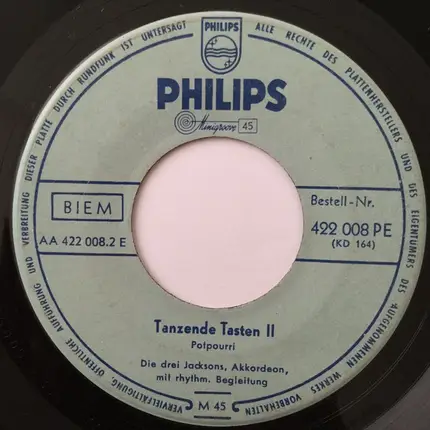 ALLE RECHTE DES PLATTENHERSTELLERS UND DES EIGENTUMERS DES AUFGENOMMENEN WERKES VORBEHALTEN
VERVIELFÄLTIGUNG, ÖFFENTLICHE AUFFUHRUNG UND VERBREITUNG DIESER PLATTE DURCH RUNDFUNK IST UNTERSAGT
PHILIPS
PHILIPS
Minigroove 45
BIEM
Bestell-Nr.
AA 422 008.2 E
422 008 PE
(KD 164)
Tanzende Tasten II
Potpourri
Die drei Jacksons, Akkordeon,
mit rhythm. Begleitung
M 45